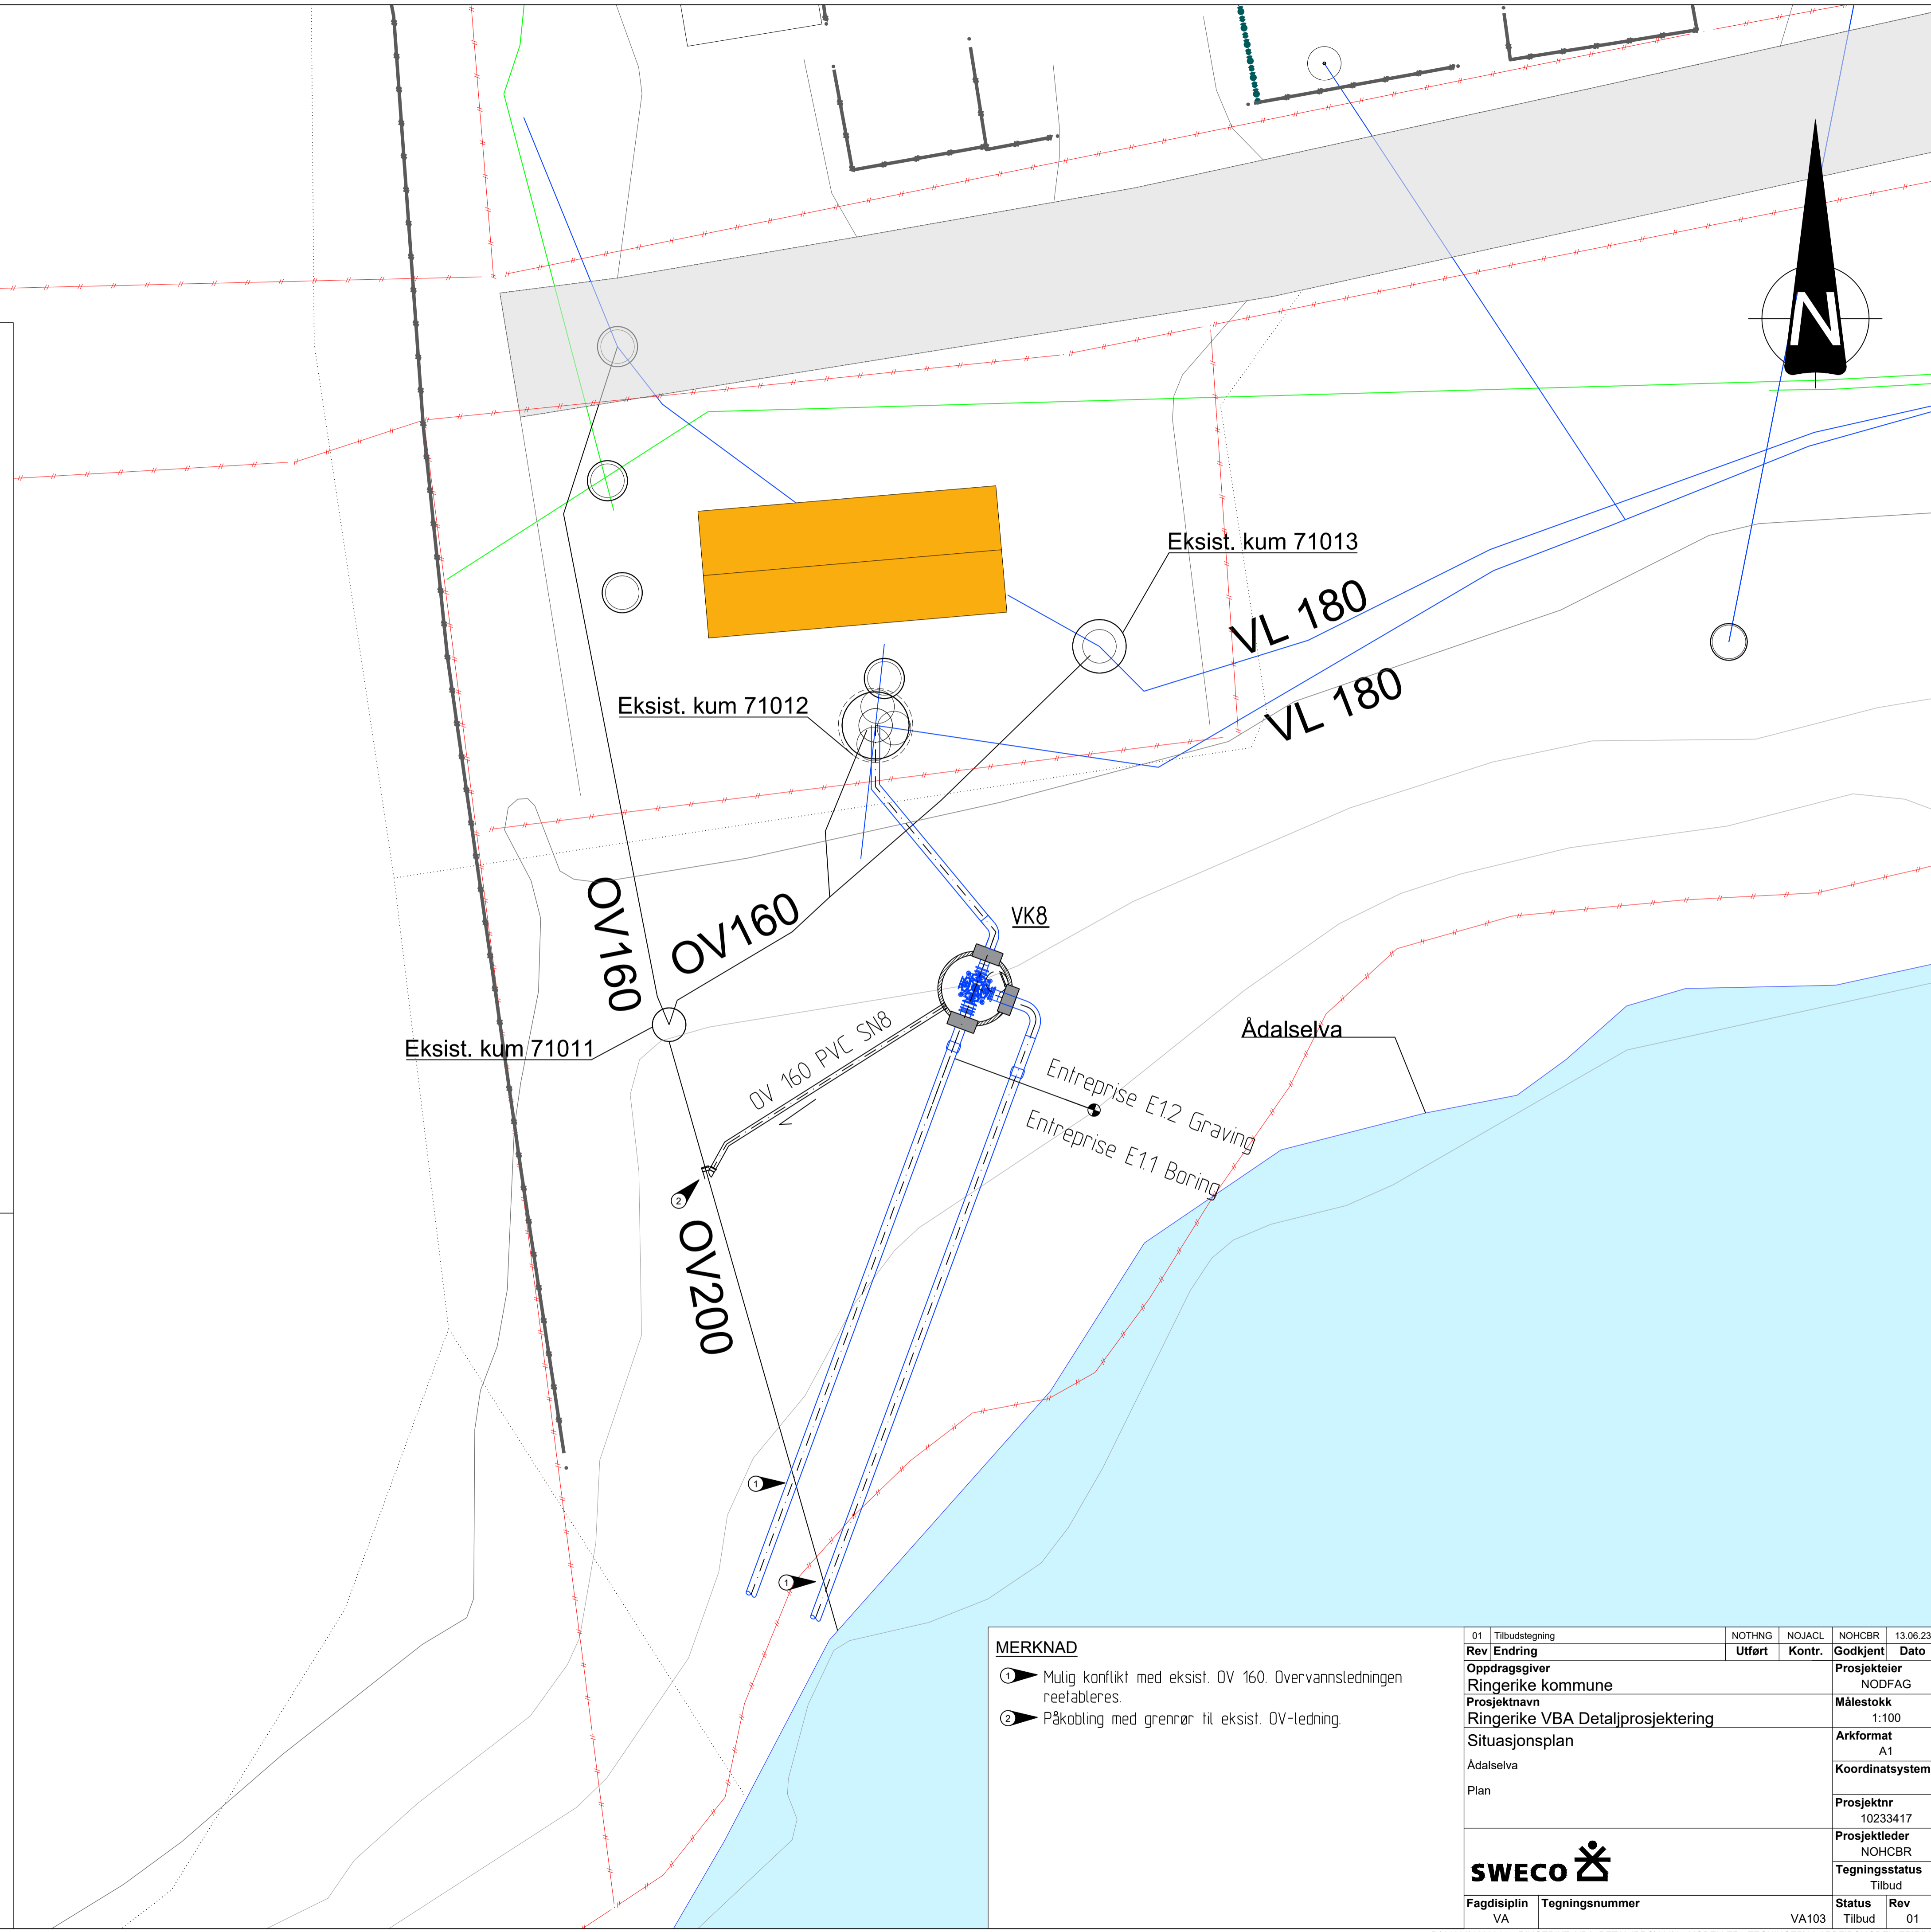 N
Eksist. kum 71013
VL 180
VL 180
Eksist. kum 71012
VK8
OV160
OV160
Eksist. kum 71011
OV 160 PVC SN8
Ådalselva
Entreprise E1.2 Graving
Entreprise E1.1 Boring
2
OV200
1
1
MERKNAD
1 Mulig konflikt med eksist. OV 160. Overvannsledningen
reetableres.
2 Påkobling med grenrør til eksist. OV-ledning.
01 Tilbudstegning NOTHNG NOJACL NOHCBR 13.06.23
Rev Endring Utført Kontr. Godkjent Dato
Oppdragsgiver
Ringerike kommune
Prosjekteier
NODFAG
Prosjektnavn
Ringerike VBA Detaljprosjektering
Målestokk
1:100
Situasjonsplan
Ådalselva
Plan
Arkformat
A1
Koordinatsystem
Prosjektnr
10233417
Prosjektleder
NOHCBR
SWECO
Tegningsstatus
Tilbud
Fagdisiplin Tegningsnummer Status Rev
VA VA103 Tilbud 01